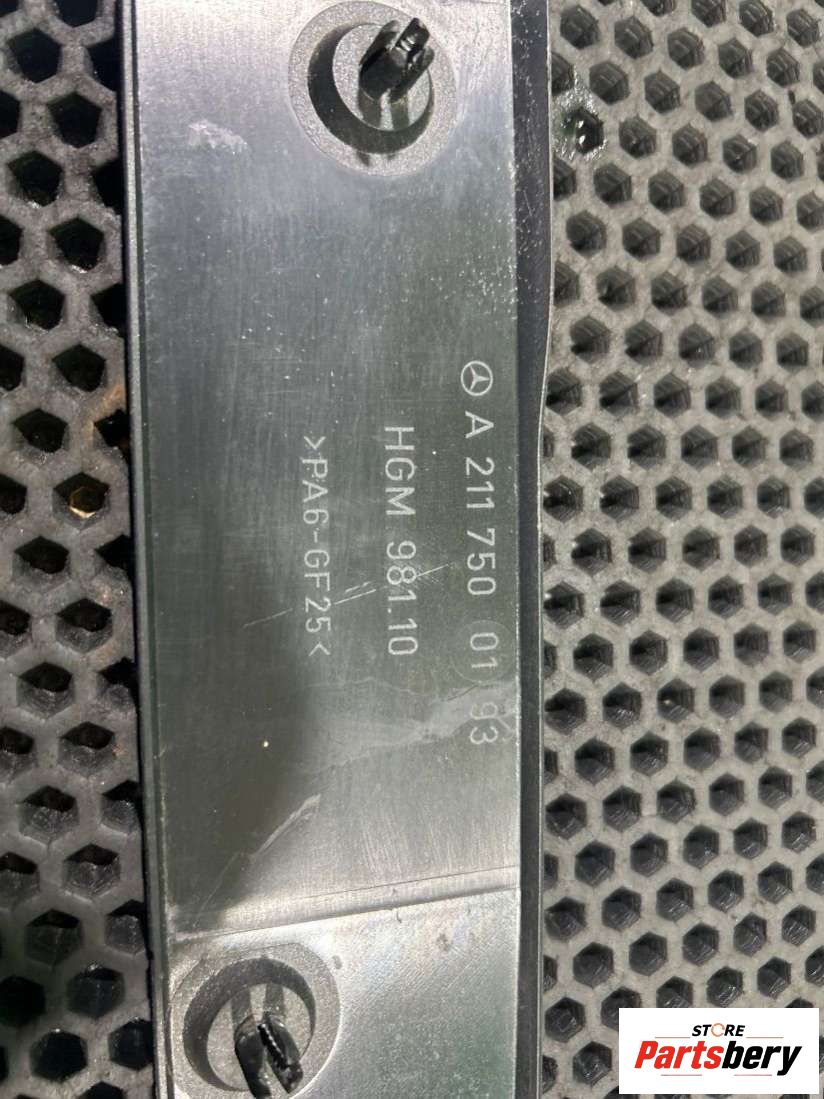 A 211 750 01 93
HGM 981.10
>PA6-GF25<
STORE
Partsbery